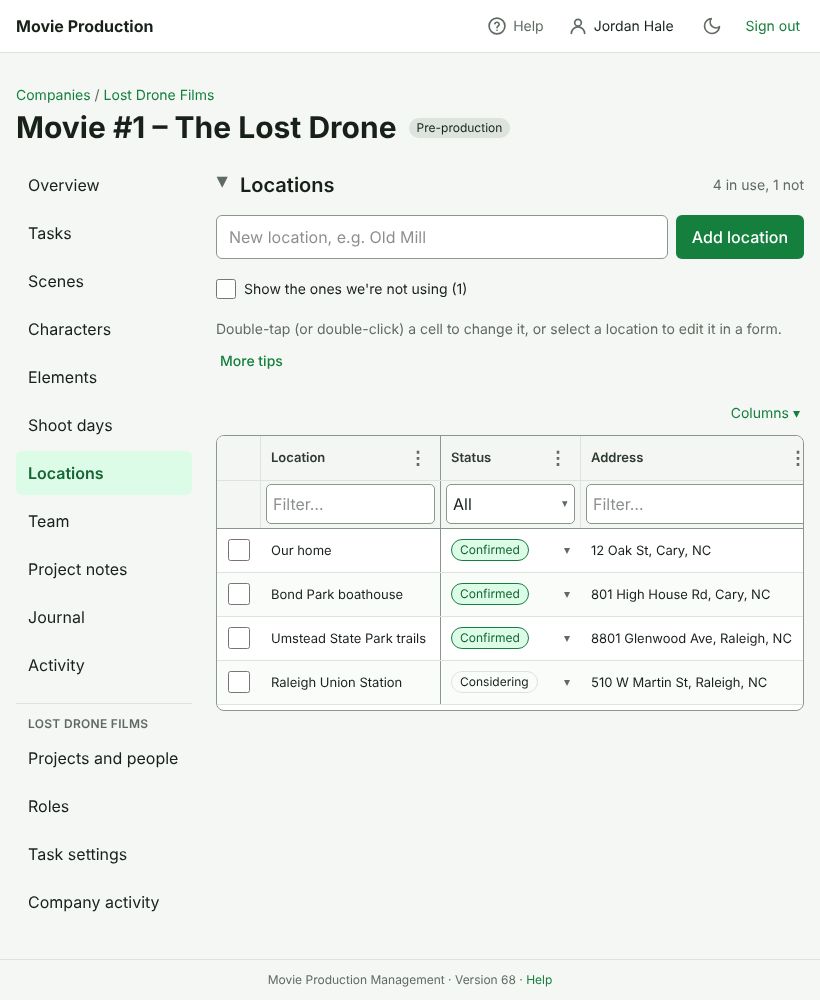 Movie Production
Help
Jordan Hale
Sign out
Companies / Lost Drone Films
Movie #1 – The Lost Drone
Pre-production
Overview
Tasks
Scenes
Characters
Elements
Shoot days
Locations
Team
Project notes
Journal
Activity
LOST DRONE FILMS
Projects and people
Roles
Task settings
Company activity
▼ Locations
4 in use, 1 not
New location, e.g. Old Mill
Add location
Show the ones we're not using (1)
Double-tap (or double-click) a cell to change it, or select a location to edit it in a form.
More tips
Columns ▾
Location Status Address
Filter... All Filter...
Our home Confirmed 12 Oak St, Cary, NC
Bond Park boathouse Confirmed 801 High House Rd, Cary, NC
Umstead State Park trails Confirmed 8801 Glenwood Ave, Raleigh, NC
Raleigh Union Station Considering 510 W Martin St, Raleigh, NC
Movie Production Management · Version 68 · Help